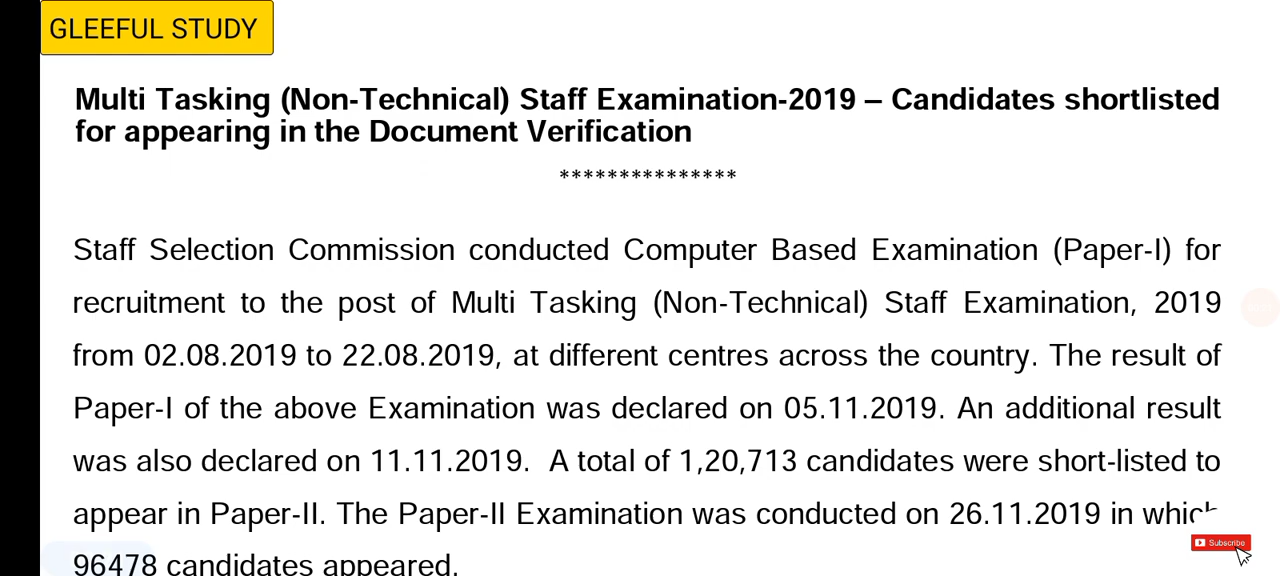 GLEEFUL STUDY
Multi Tasking (Non-Technical) Staff Examination-2019 – Candidates shortlisted
for appearing in the Document Verification
***************
Staff Selection Commission conducted Computer Based Examination (Paper-I) for
recruitment to the post of Multi Tasking (Non-Technical) Staff Examination, 2019
from 02.08.2019 to 22.08.2019, at different centres across the country. The result of
Paper-I of the above Examination was declared on 05.11.2019. An additional result
was also declared on 11.11.2019. A total of 1,20,713 candidates were short-listed to
appear in Paper-II. The Paper-II Examination was conducted on 26.11.2019 in which
Subscribe
96478 candidates appeared.